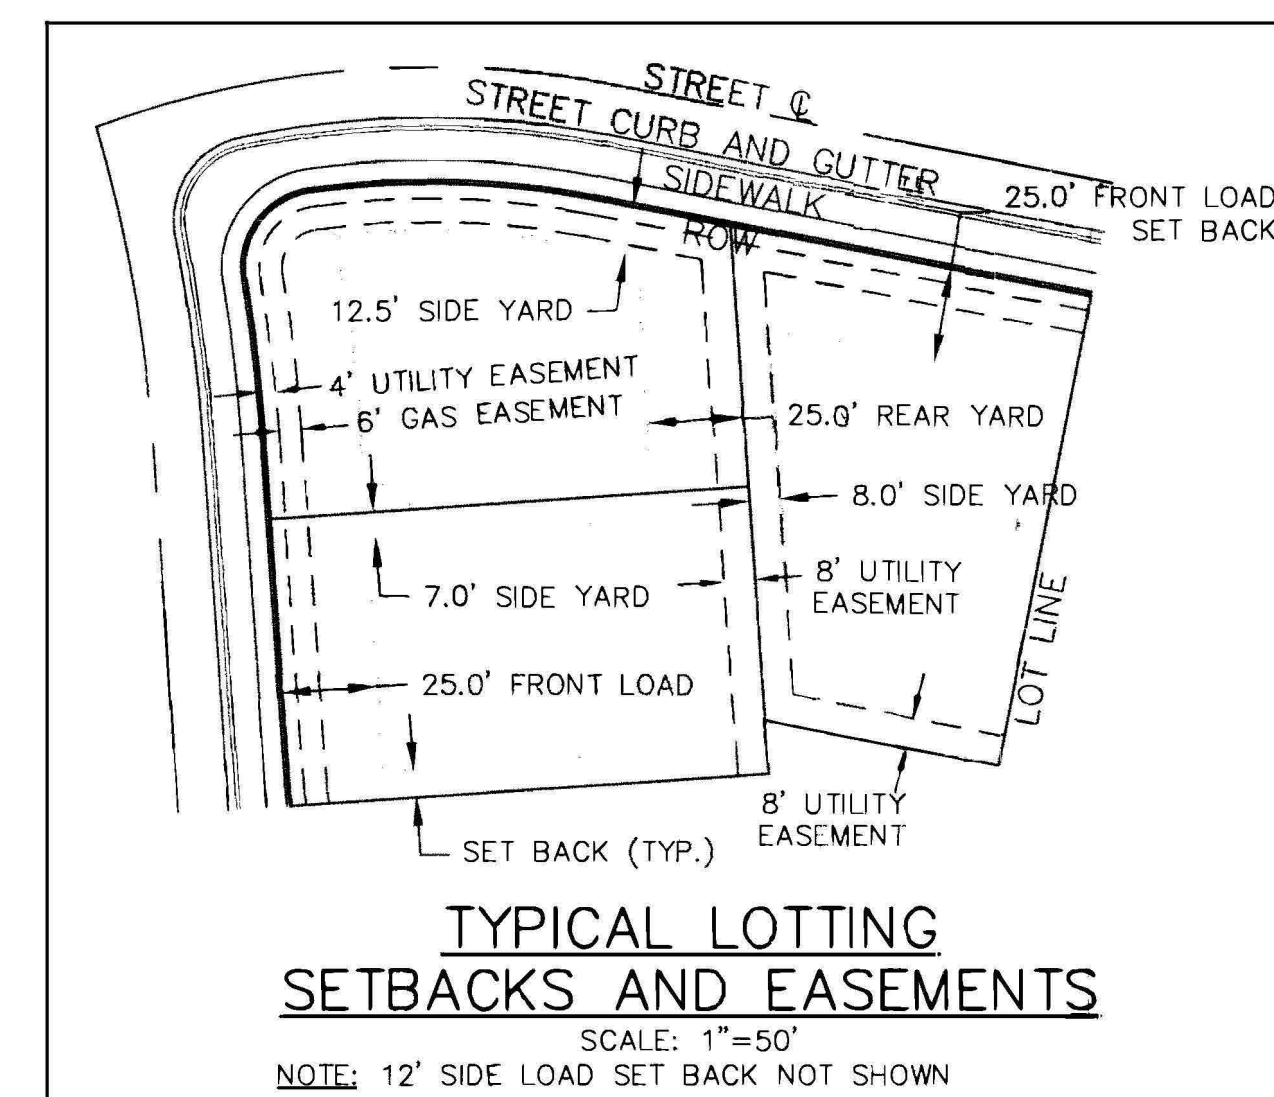 STREET ℄
STREET CURB AND GUTTER
SIDEWALK
ROW
25.0' FRONT LOAD
SET BACK
12.5' SIDE YARD
4' UTILITY EASEMENT
6' GAS EASEMENT
25.0' REAR YARD
8.0' SIDE YARD
7.0' SIDE YARD
8' UTILITY
EASEMENT
25.0' FRONT LOAD
LOT LINE
8' UTILITY
EASEMENT
SET BACK (TYP.)
TYPICAL LOTTING
SETBACKS AND EASEMENTS
SCALE: 1"=50'
NOTE: 12' SIDE LOAD SET BACK NOT SHOWN